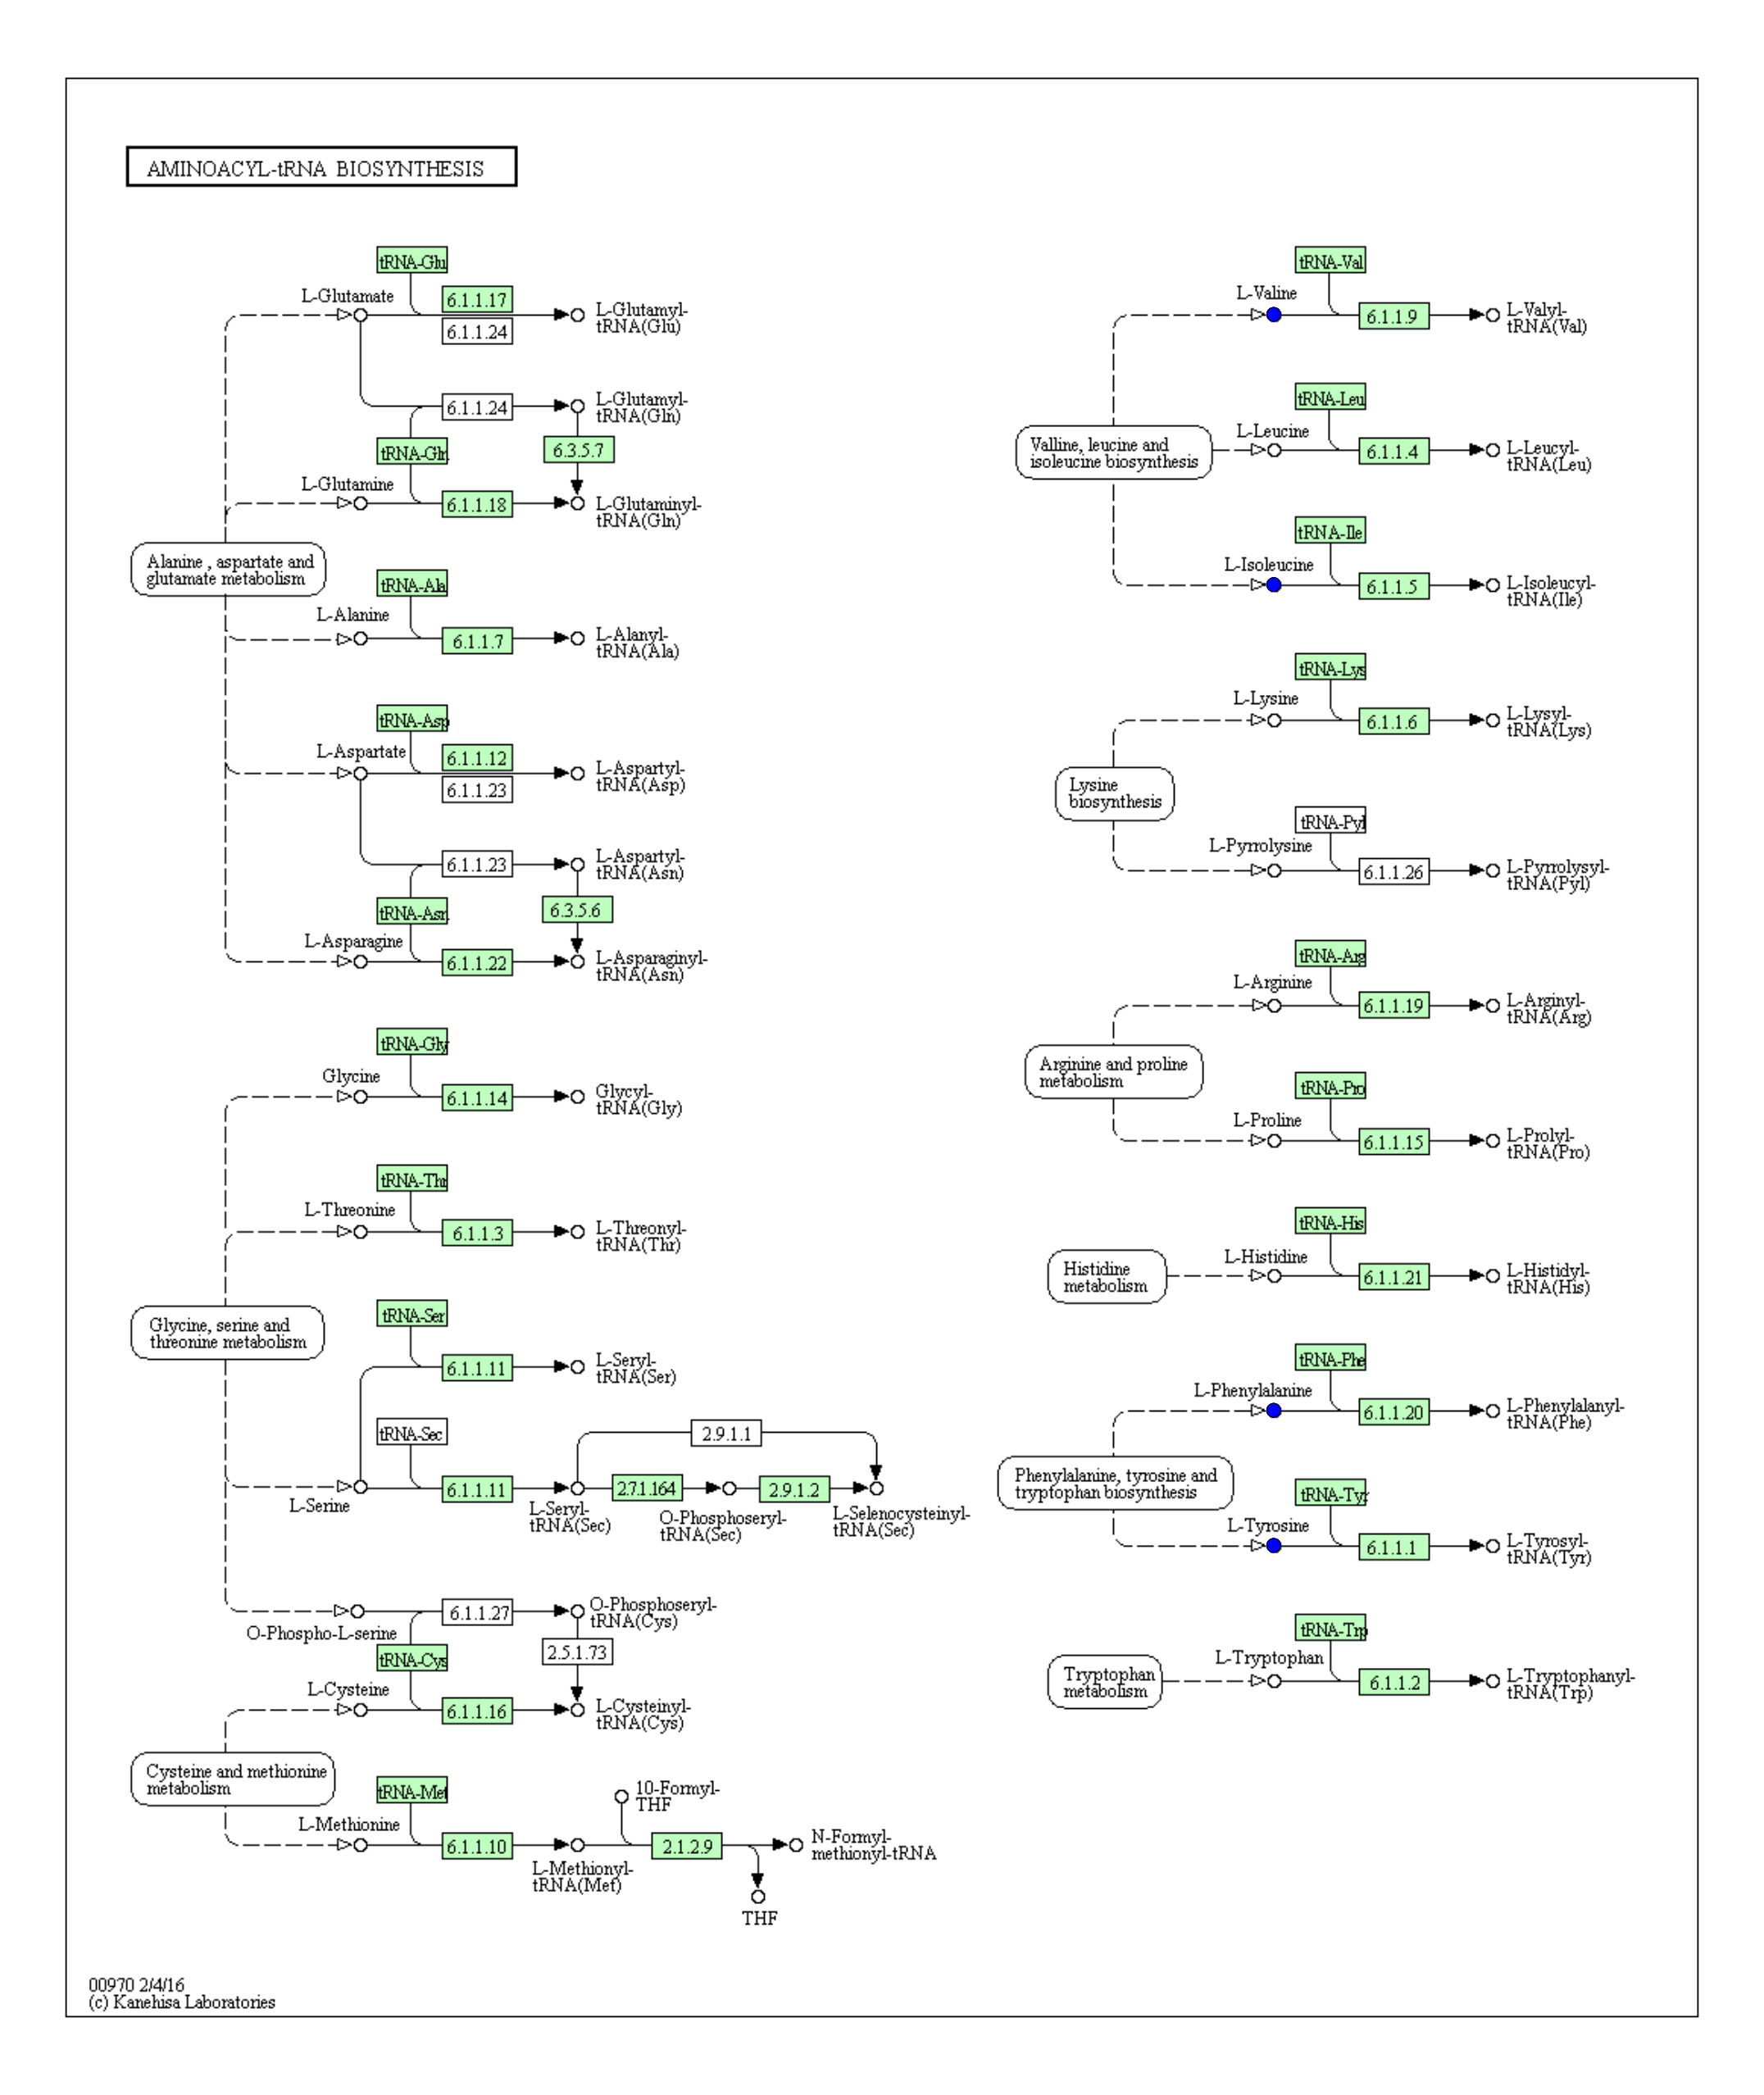 AMINOACYL-tRNA BIOSYNTHESIS
tRNA-Glu
L-Glutamate
6.1.1.17
6.1.1.24
L-Glutamyl-
tRNA(Glu)
6.1.1.24
L-Glutamyl-
tRNA(Gln)
tRNA-Gln
6.3.5.7
L-Glutamine
6.1.1.18
L-Glutaminyl-
tRNA(Gln)
Alanine , aspartate and
glutamate metabolism
tRNA-Ala
L-Alanine
6.1.1.7
L-Alanyl-
tRNA(Ala)
tRNA-Asp
L-Aspartate
6.1.1.12
6.1.1.23
L-Aspartyl-
tRNA(Asp)
6.1.1.23
L-Aspartyl-
tRNA(Asn)
tRNA-Asn
6.3.5.6
L-Asparagine
6.1.1.22
L-Asparaginyl-
tRNA(Asn)
tRNA-Gly
Glycine
6.1.1.14
Glycyl-
tRNA(Gly)
tRNA-Thr
L-Threonine
6.1.1.3
L-Threonyl-
tRNA(Thr)
Glycine, serine and
threonine metabolism
tRNA-Ser
6.1.1.11
L-Seryl-
tRNA(Ser)
tRNA-Sec
2.9.1.1
L-Serine
6.1.1.11
L-Seryl-
tRNA(Sec)
2.7.1.164
O-Phosphoseryl-
tRNA(Sec)
2.9.1.2
L-Selenocysteinyl-
tRNA(Sec)
O-Phospho-L-serine
6.1.1.27
O-Phosphoseryl-
tRNA(Cys)
tRNA-Cys
2.5.1.73
L-Cysteine
6.1.1.16
L-Cysteinyl-
tRNA(Cys)
Cysteine and methionine
metabolism
tRNA-Met
L-Methionine
6.1.1.10
L-Methionyl-
tRNA(Met)
10-Formyl-
THF
2.1.2.9
N-Formyl-
methionyl-tRNA
THF
tRNA-Val
L-Valine
6.1.1.9
L-Valyl-
tRNA(Val)
tRNA-Leu
Valline, leucine and
isoleucine biosynthesis
L-Leucine
6.1.1.4
L-Leucyl-
tRNA(Leu)
tRNA-Ile
L-Isoleucine
6.1.1.5
L-Isoleucyl-
tRNA(Ile)
tRNA-Lys
L-Lysine
6.1.1.6
L-Lysyl-
tRNA(Lys)
Lysine
biosynthesis
tRNA-Pyl
L-Pyrrolysine
6.1.1.26
L-Pyrrolysyl-
tRNA(Pyl)
tRNA-Arg
L-Arginine
6.1.1.19
L-Arginyl-
tRNA(Arg)
Arginine and proline
metabolism
tRNA-Pro
L-Proline
6.1.1.15
L-Prolyl-
tRNA(Pro)
tRNA-His
Histidine
metabolism
L-Histidine
6.1.1.21
L-Histidyl-
tRNA(His)
tRNA-Phe
L-Phenylalanine
6.1.1.20
L-Phenylalanyl-
tRNA(Phe)
Phenylalanine, tyrosine and
tryptophan biosynthesis
tRNA-Tyr
L-Tyrosine
6.1.1.1
L-Tyrosyl-
tRNA(Tyr)
tRNA-Trp
Tryptophan
metabolism
L-Tryptophan
6.1.1.2
L-Tryptophanyl-
tRNA(Trp)
00970 2/4/16
(c) Kanehisa Laboratories